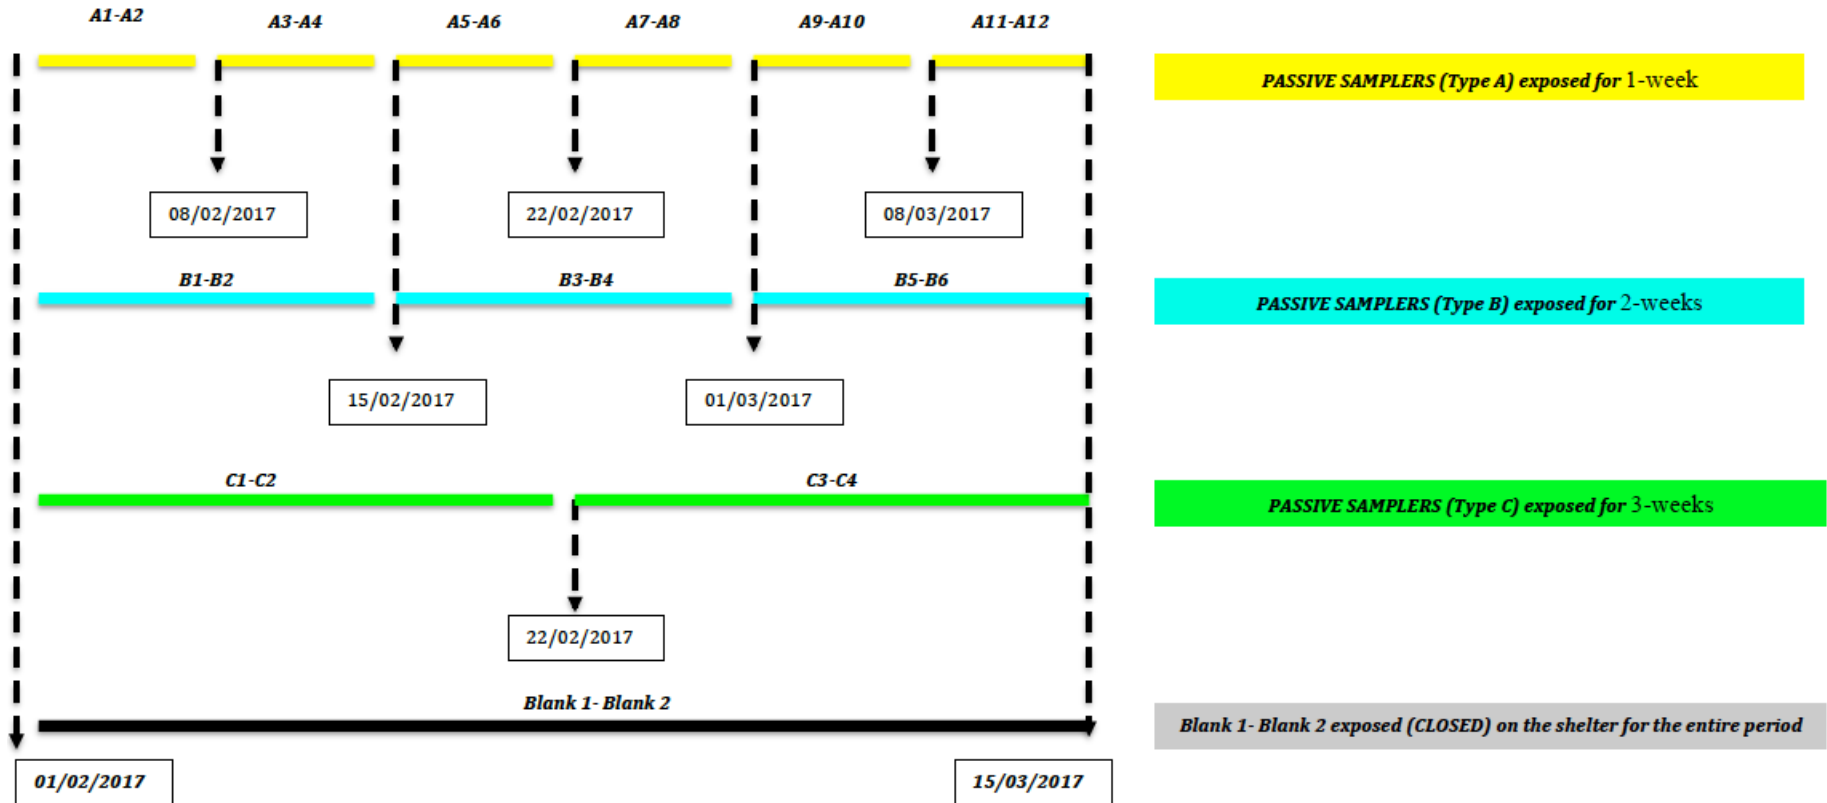 A1-A2
A3-A4
A5-A6
A7-A8
A9-A10
A11-A12
PASSIVE SAMPLERS (Type A) exposed for 1-week
08/02/2017
22/02/2017
08/03/2017
B1-B2
B3-B4
B5-B6
PASSIVE SAMPLERS (Type B) exposed for 2-weeks
15/02/2017
01/03/2017
C1-C2
C3-C4
PASSIVE SAMPLERS (Type C) exposed for 3-weeks
22/02/2017
Blank 1- Blank 2
Blank 1- Blank 2 exposed (CLOSED) on the shelter for the entire period
01/02/2017
15/03/2017